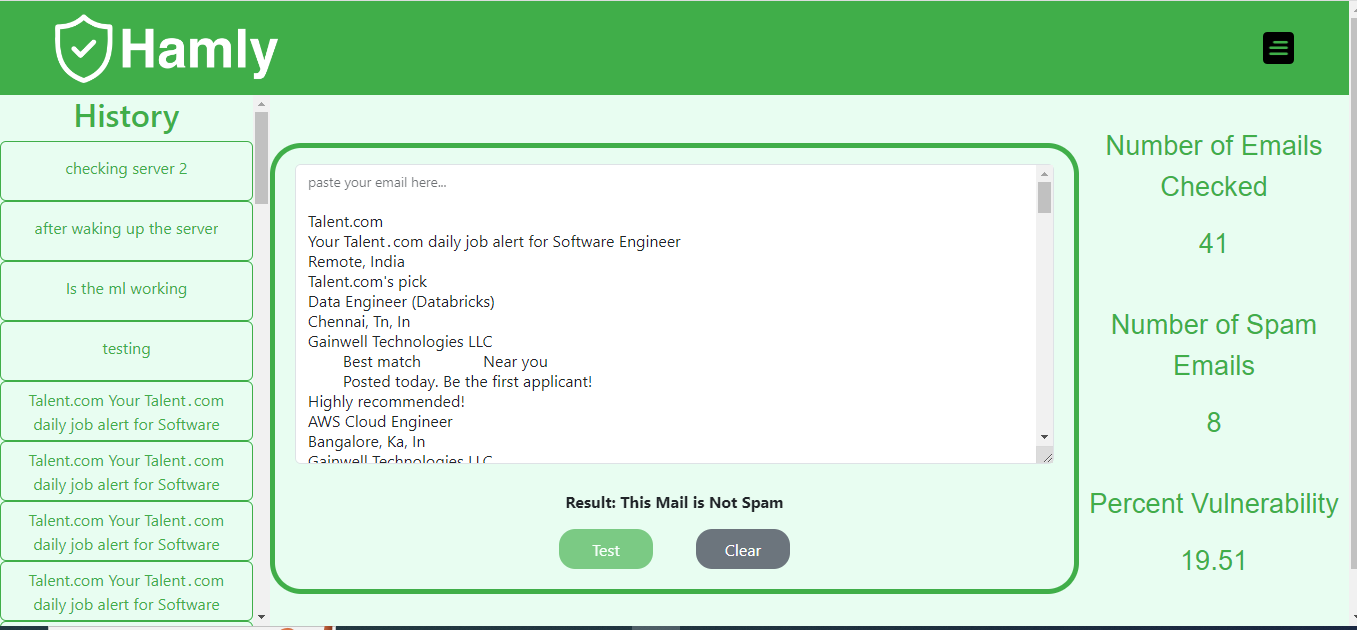 Hamly
History
checking server 2
after waking up the server
Is the ml working
testing
Talent.com Your Talent.com
daily job alert for Software
Talent.com Your Talent.com
daily job alert for Software
Talent.com Your Talent.com
daily job alert for Software
Talent.com Your Talent.com
daily job alert for Software
paste your email here...
Talent.com
Your Talent.com daily job alert for Software Engineer
Remote, India
Talent.com's pick
Data Engineer (Databricks)
Chennai, Tn, In
Gainwell Technologies LLC
Best match Near you
Posted today. Be the first applicant!
Highly recommended!
AWS Cloud Engineer
Bangalore, Ka, In
Gainwell Technologies LLC
Result: This Mail is Not Spam
Test Clear
Number of Emails
Checked
41
Number of Spam
Emails
8
Percent Vulnerability
19.51